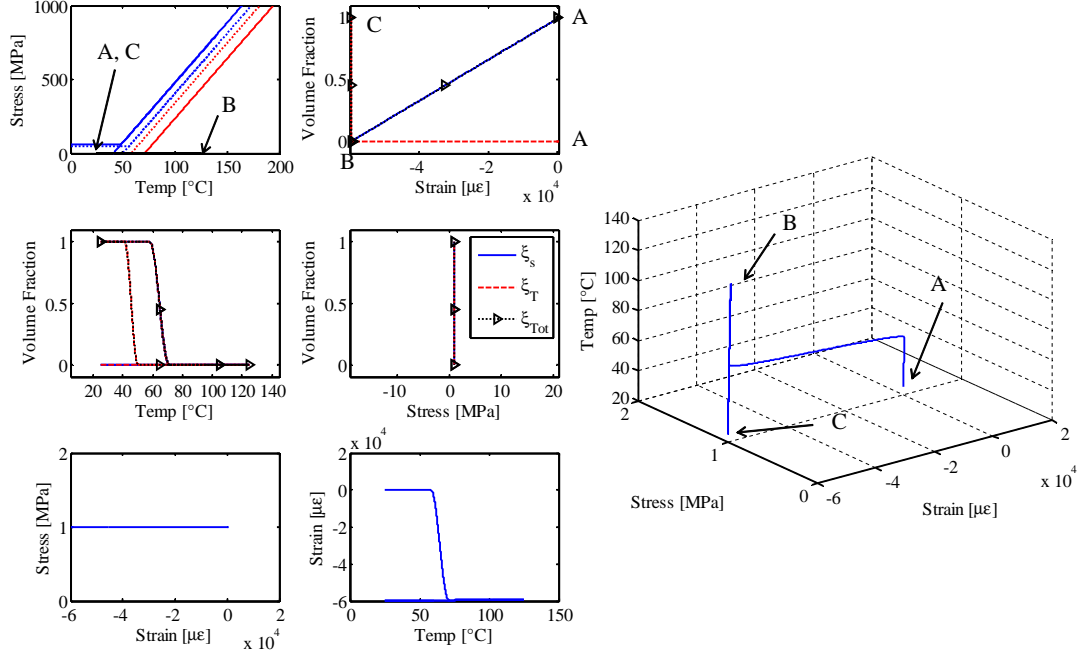 1000
500
0
Stress [MPa]
A, C
B
0 50 100 150 200
Temp [°C]
1
0.5
0
Volume Fraction
C
A
B
A
-4 -2 0
Strain [με]
x 10⁴
1
0.5
0
Volume Fraction
20 40 60 80 100 120
Temp [°C]
1
0.5
0
Volume Fraction
ξs
ξT
ξTot
-10 0 10 20
Stress [MPa]
2
1
0
Stress [MPa]
-6 -4 -2 0 2
Strain [με]
x 10⁴
x 10⁴
2
0
-2
-4
-6
Strain [με]
0 50 100 150
Temp [°C]
140
120
100
80
60
40
20
Temp [°C]
B
A
C
2
1
0
Stress [MPa]
-6 -4 -2 0 2
x 10⁴
Strain [με]